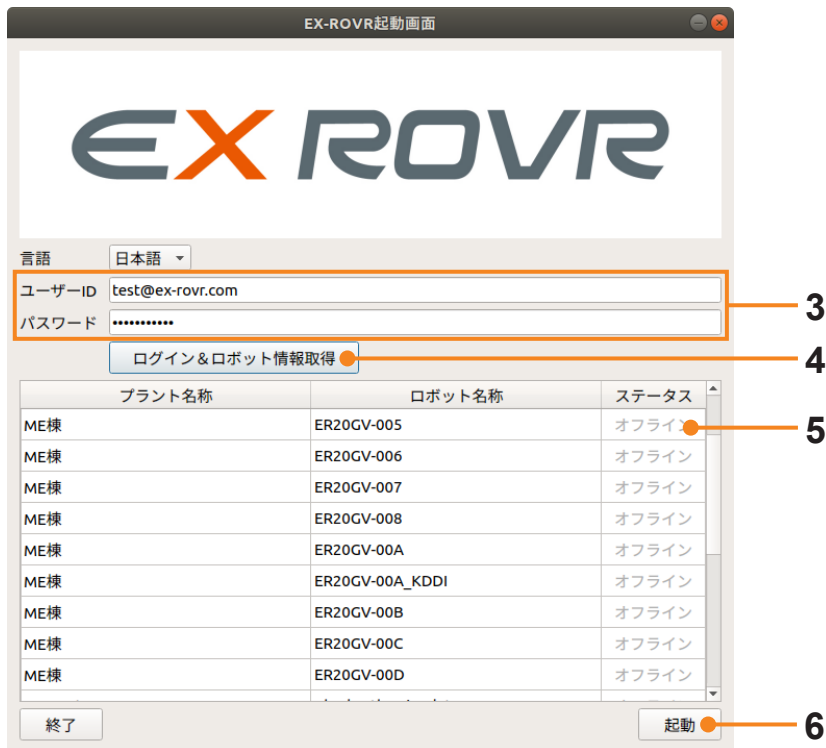 EX-ROVR起動画面
EX ROVR
言語 日本語
ユーザーID test@ex-rovr.com
3
パスワード •••••••••••
ログイン＆ロボット情報取得
4
プラント名称 ロボット名称 ステータス
ME棟 ER20GV-005 オフライン
5
ME棟 ER20GV-006 オフライン
ME棟 ER20GV-007 オフライン
ME棟 ER20GV-008 オフライン
ME棟 ER20GV-00A オフライン
ME棟 ER20GV-00A_KDDI オフライン
ME棟 ER20GV-00B オフライン
ME棟 ER20GV-00C オフライン
ME棟 ER20GV-00D オフライン
終了 起動
6